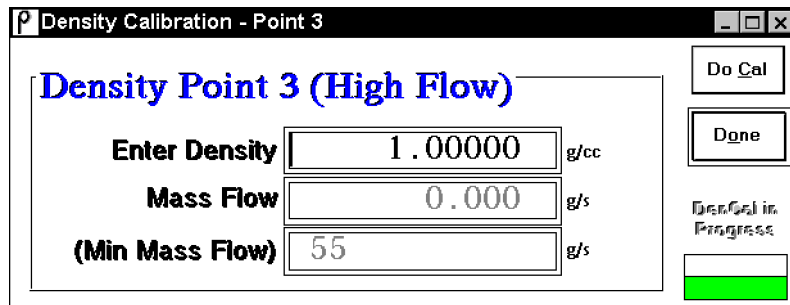 ρ Density Calibration - Point 3
Density Point 3 (High Flow)
Enter Density 1.00000 g/cc
Mass Flow 0.000 g/s
(Min Mass Flow) 55 g/s
Do Cal
Done
DenCal in
Progress